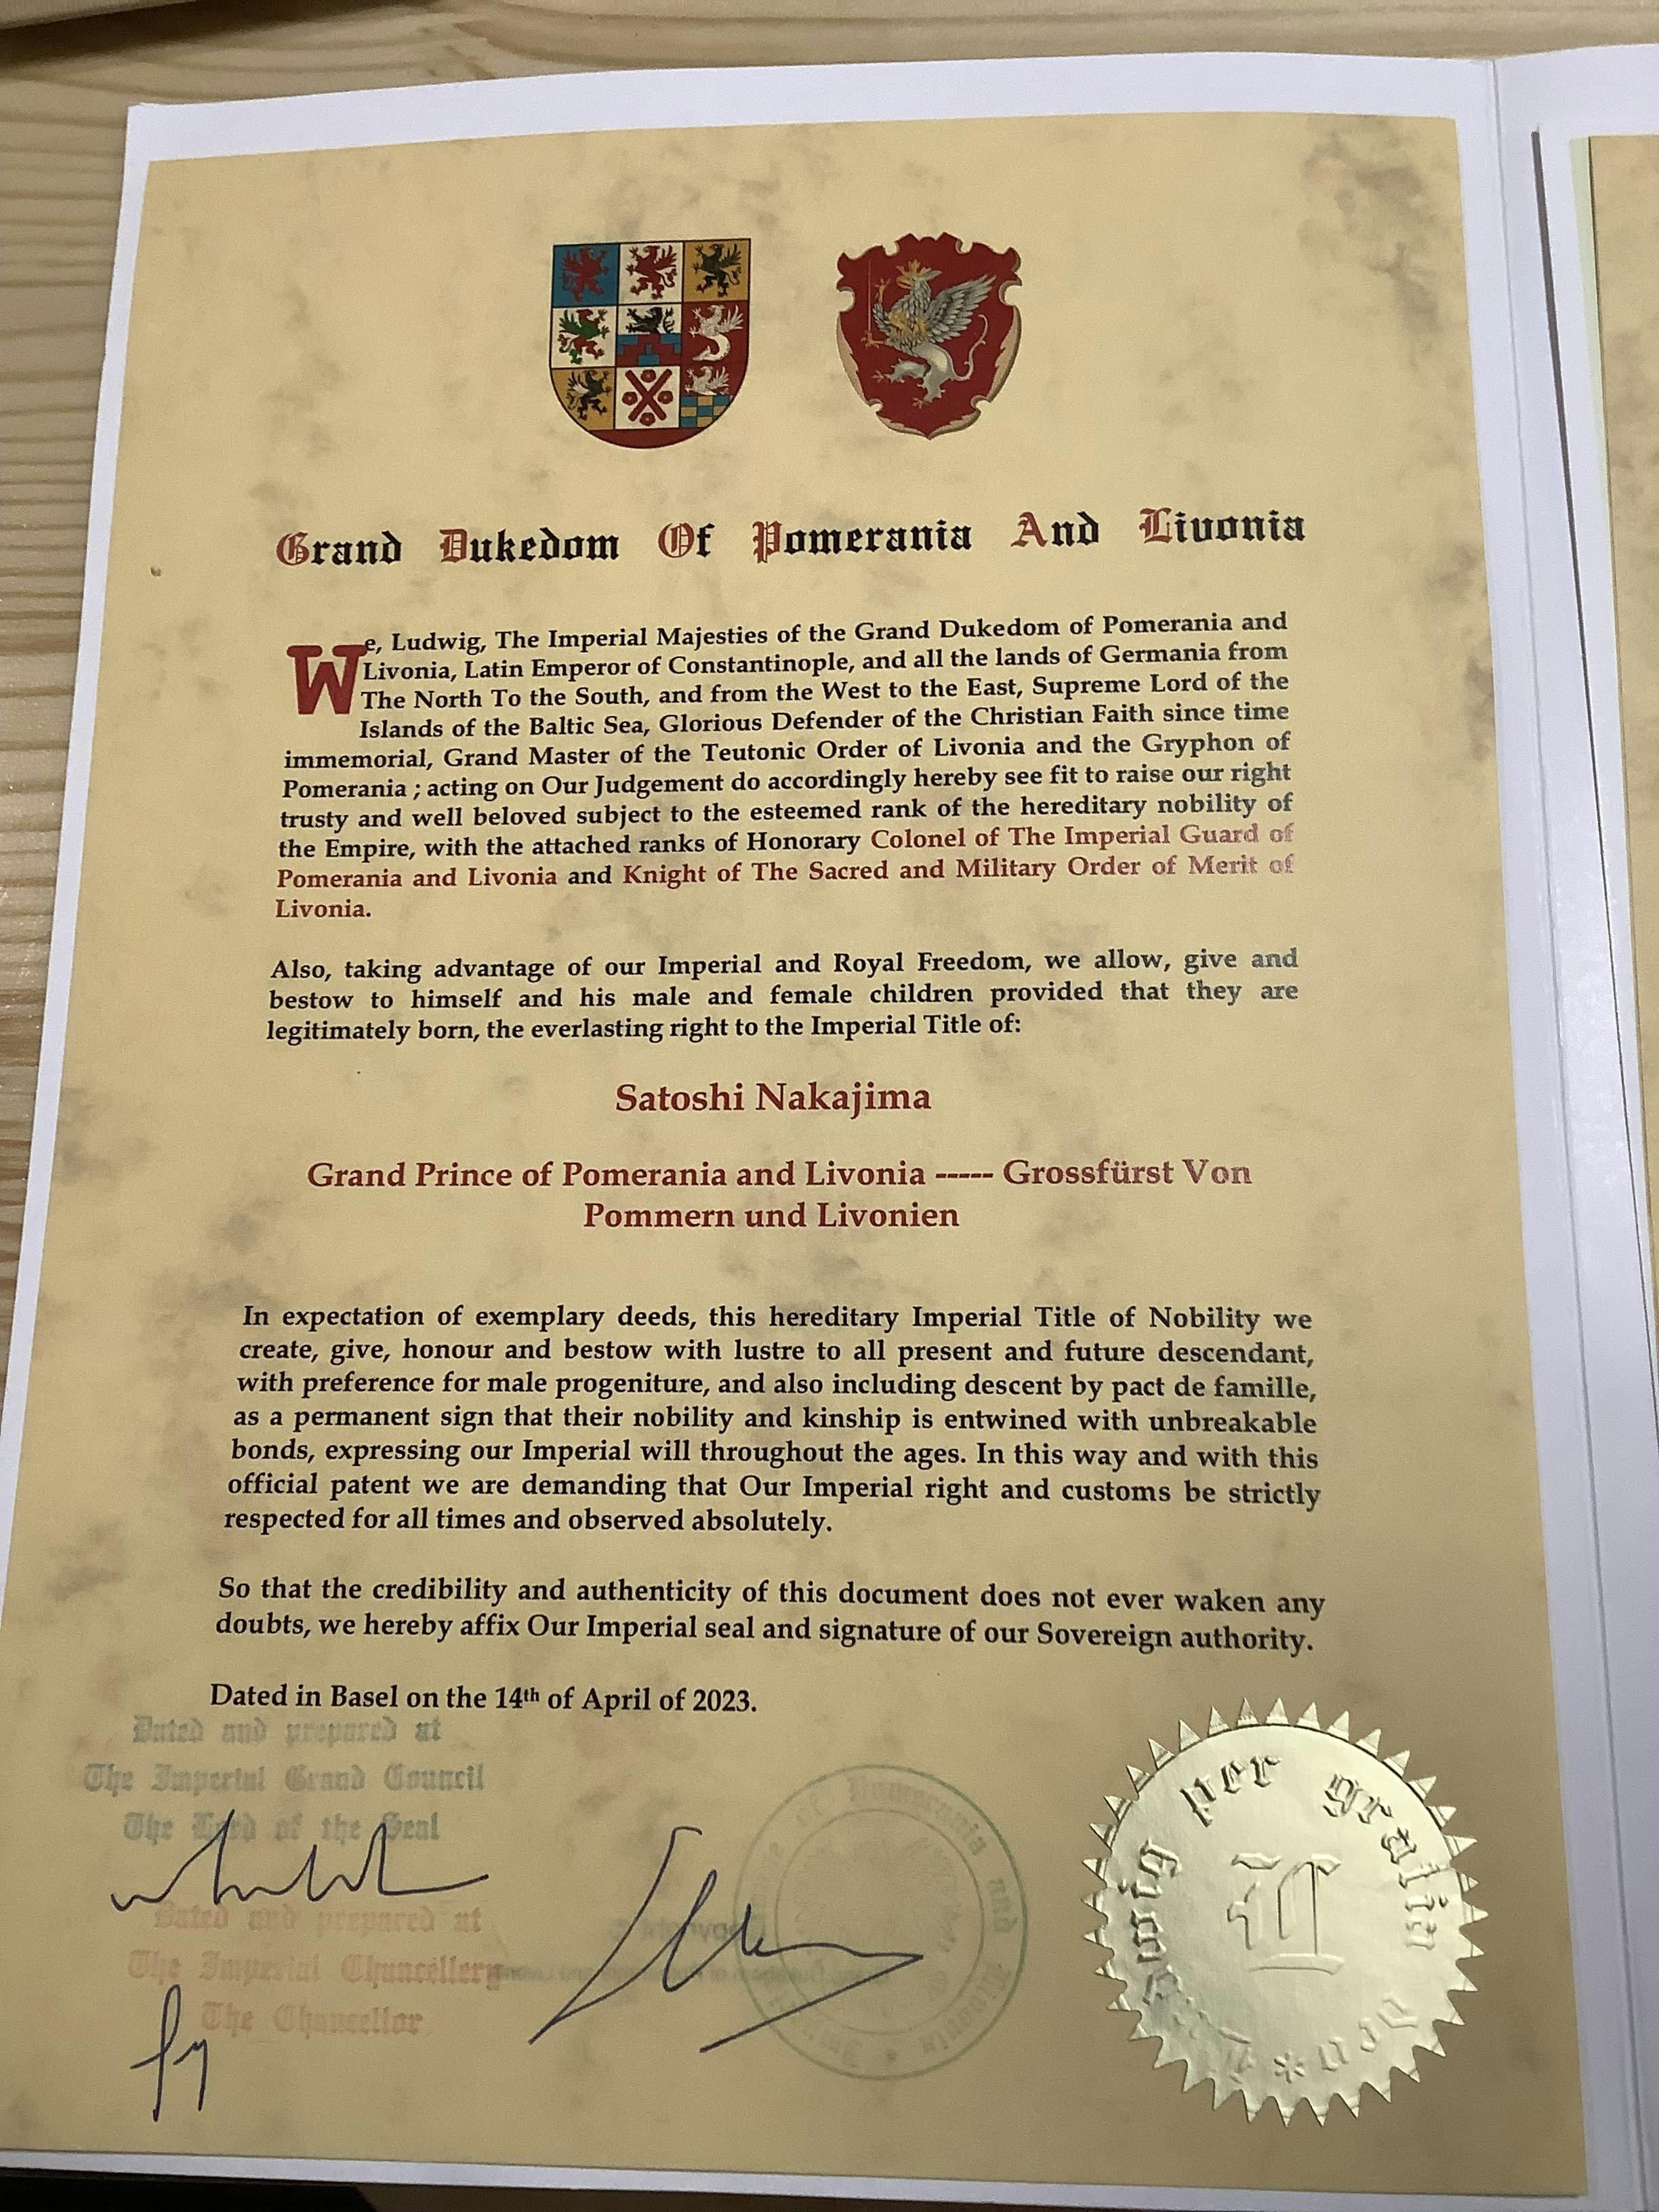 Grand Dukedom Of Pomerania And Livonia
We, Ludwig, The Imperial Majesties of the Grand Dukedom of Pomerania and
Livonia, Latin Emperor of Constantinople, and all the lands of Germania from
The North To the South, and from the West to the East, Supreme Lord of the
Islands of the Baltic Sea, Glorious Defender of the Christian Faith since time
immemorial, Grand Master of the Teutonic Order of Livonia and the Gryphon of
Pomerania ; acting on Our Judgement do accordingly hereby see fit to raise our right
trusty and well beloved subject to the esteemed rank of the hereditary nobility of
the Empire, with the attached ranks of Honorary Colonel of The Imperial Guard of
Pomerania and Livonia and Knight of The Sacred and Military Order of Merit of
Livonia.
Also, taking advantage of our Imperial and Royal Freedom, we allow, give and
bestow to himself and his male and female children provided that they are
legitimately born, the everlasting right to the Imperial Title of:
Satoshi Nakajima
Grand Prince of Pomerania and Livonia ----- Grossfürst Von
Pommern und Livonien
In expectation of exemplary deeds, this hereditary Imperial Title of Nobility we
create, give, honour and bestow with lustre to all present and future descendant,
with preference for male progeniture, and also including descent by pact de famille,
as a permanent sign that their nobility and kinship is entwined with unbreakable
bonds, expressing our Imperial will throughout the ages. In this way and with this
official patent we are demanding that Our Imperial right and customs be strictly
respected for all times and observed absolutely.
So that the credibility and authenticity of this document does not ever waken any
doubts, we hereby affix Our Imperial seal and signature of our Sovereign authority.
Dated in Basel on the 14th of April of 2023.
Dated and prepared at
The Imperial Grand Council
The Lord of the Seal
Dated and prepared at
The Imperial Chancellery
The Chancellor
of Pomerania and Livonia
per gratia